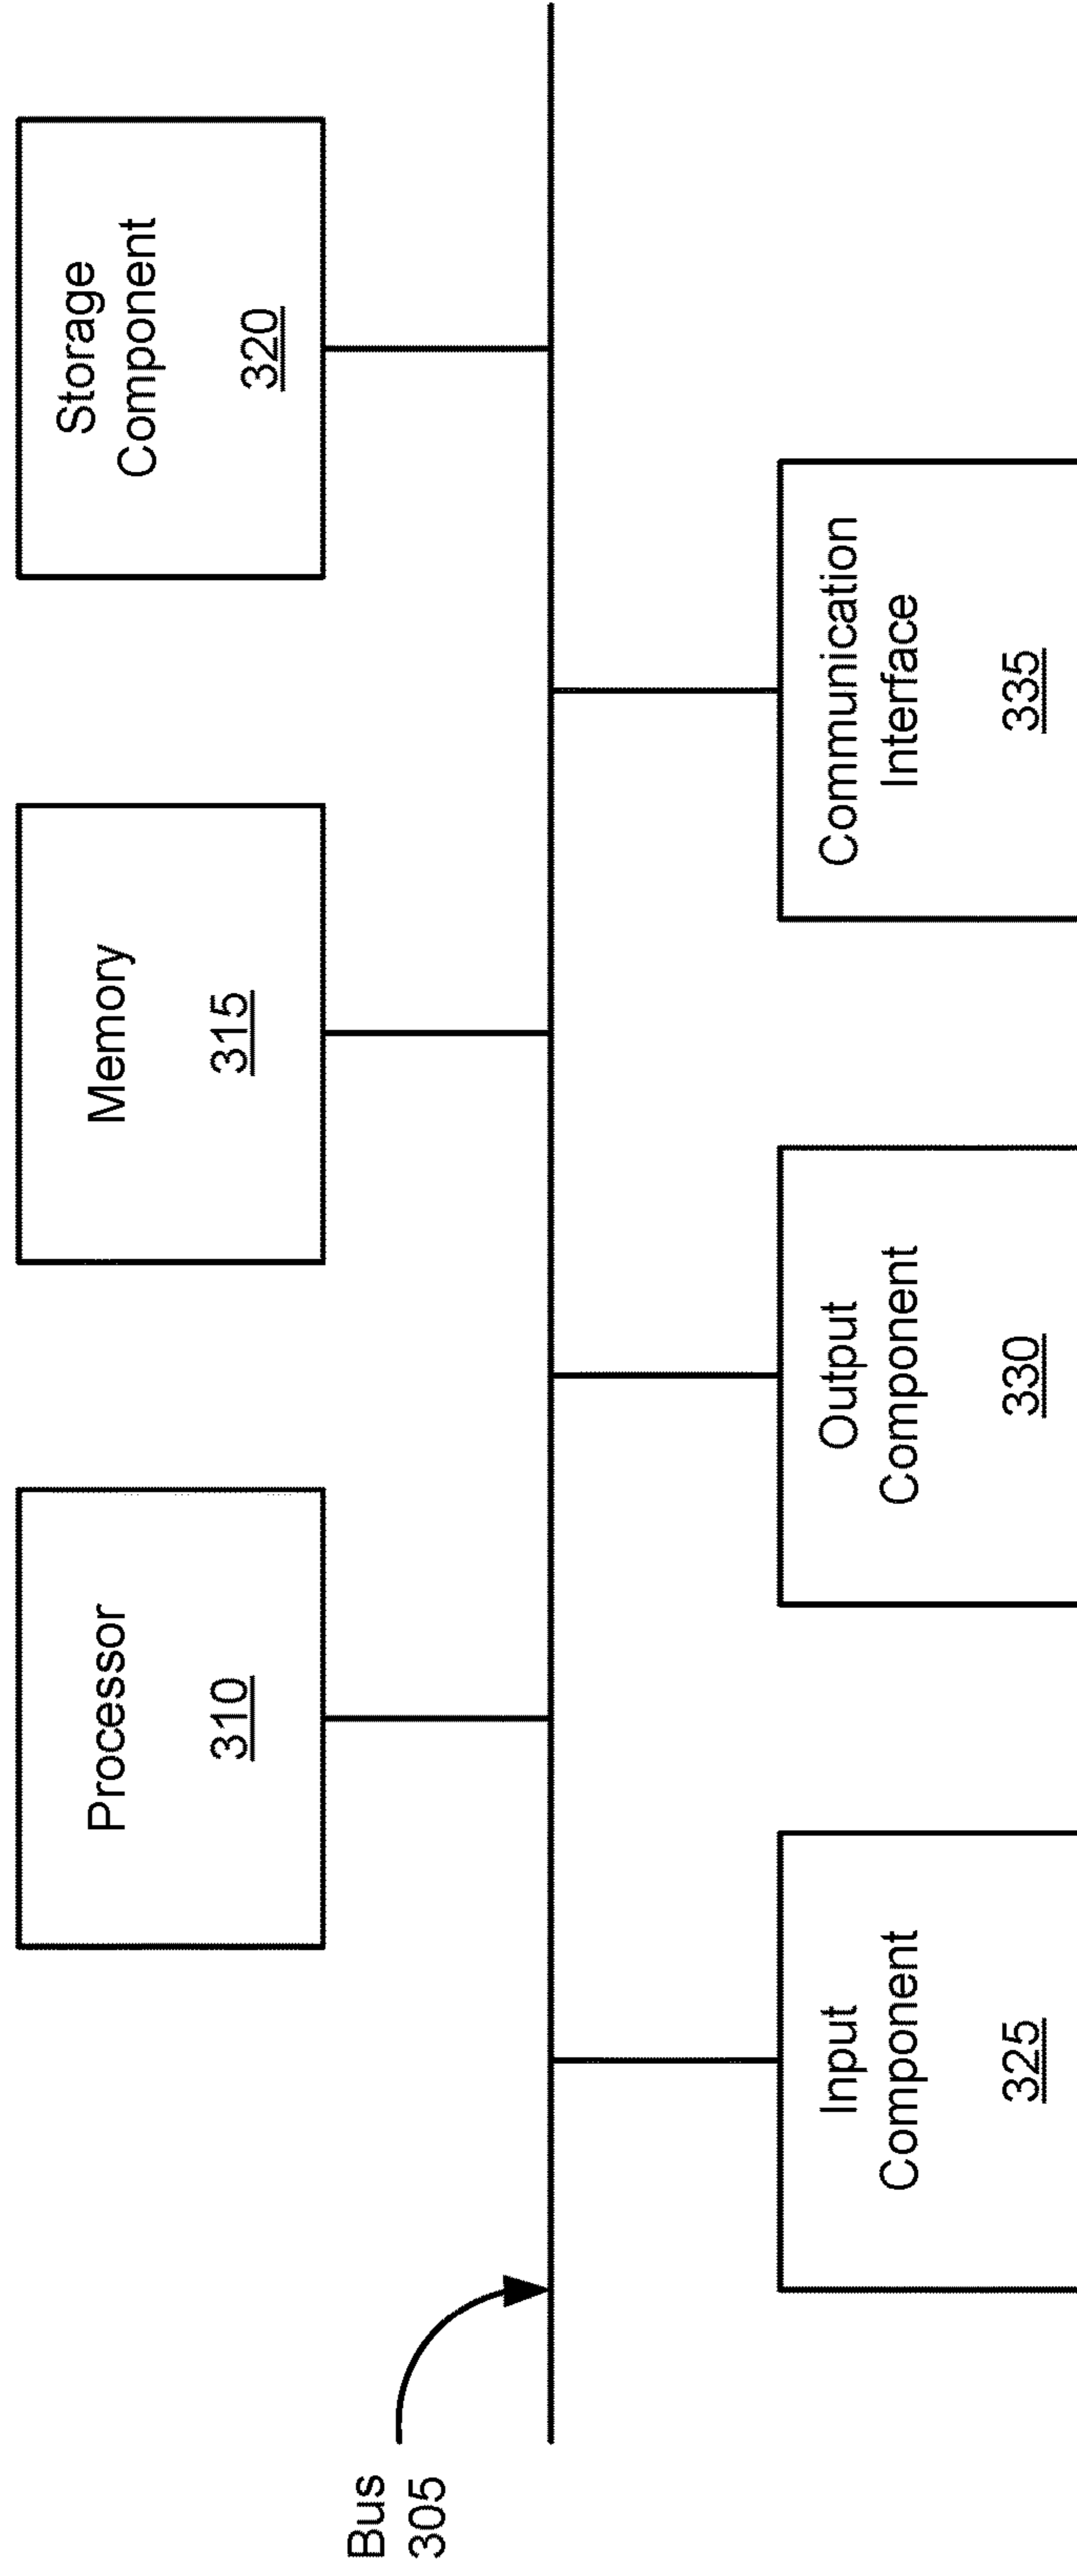 Processor
310
Memory
315
Storage
Component
320
Bus
305
Input
Component
325
Output
Component
330
Communication
Interface
335